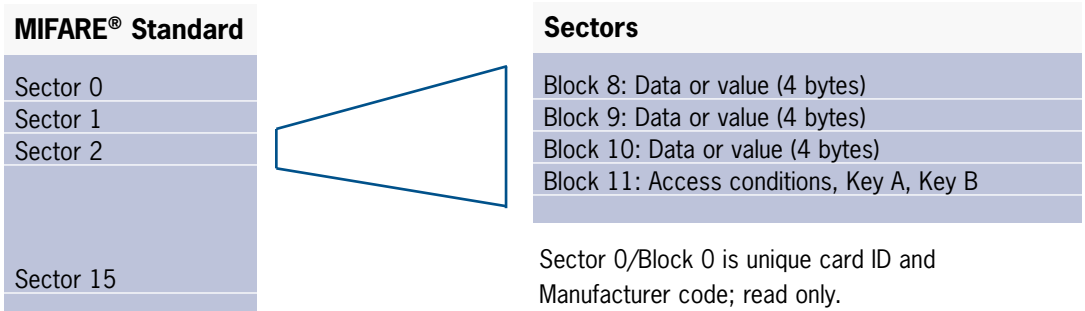 MIFARE® Standard
Sector 0
Sector 1
Sector 2
Sector 15
Sectors
Block 8: Data or value (4 bytes)
Block 9: Data or value (4 bytes)
Block 10: Data or value (4 bytes)
Block 11: Access conditions, Key A, Key B
Sector 0/Block 0 is unique card ID and
Manufacturer code; read only.